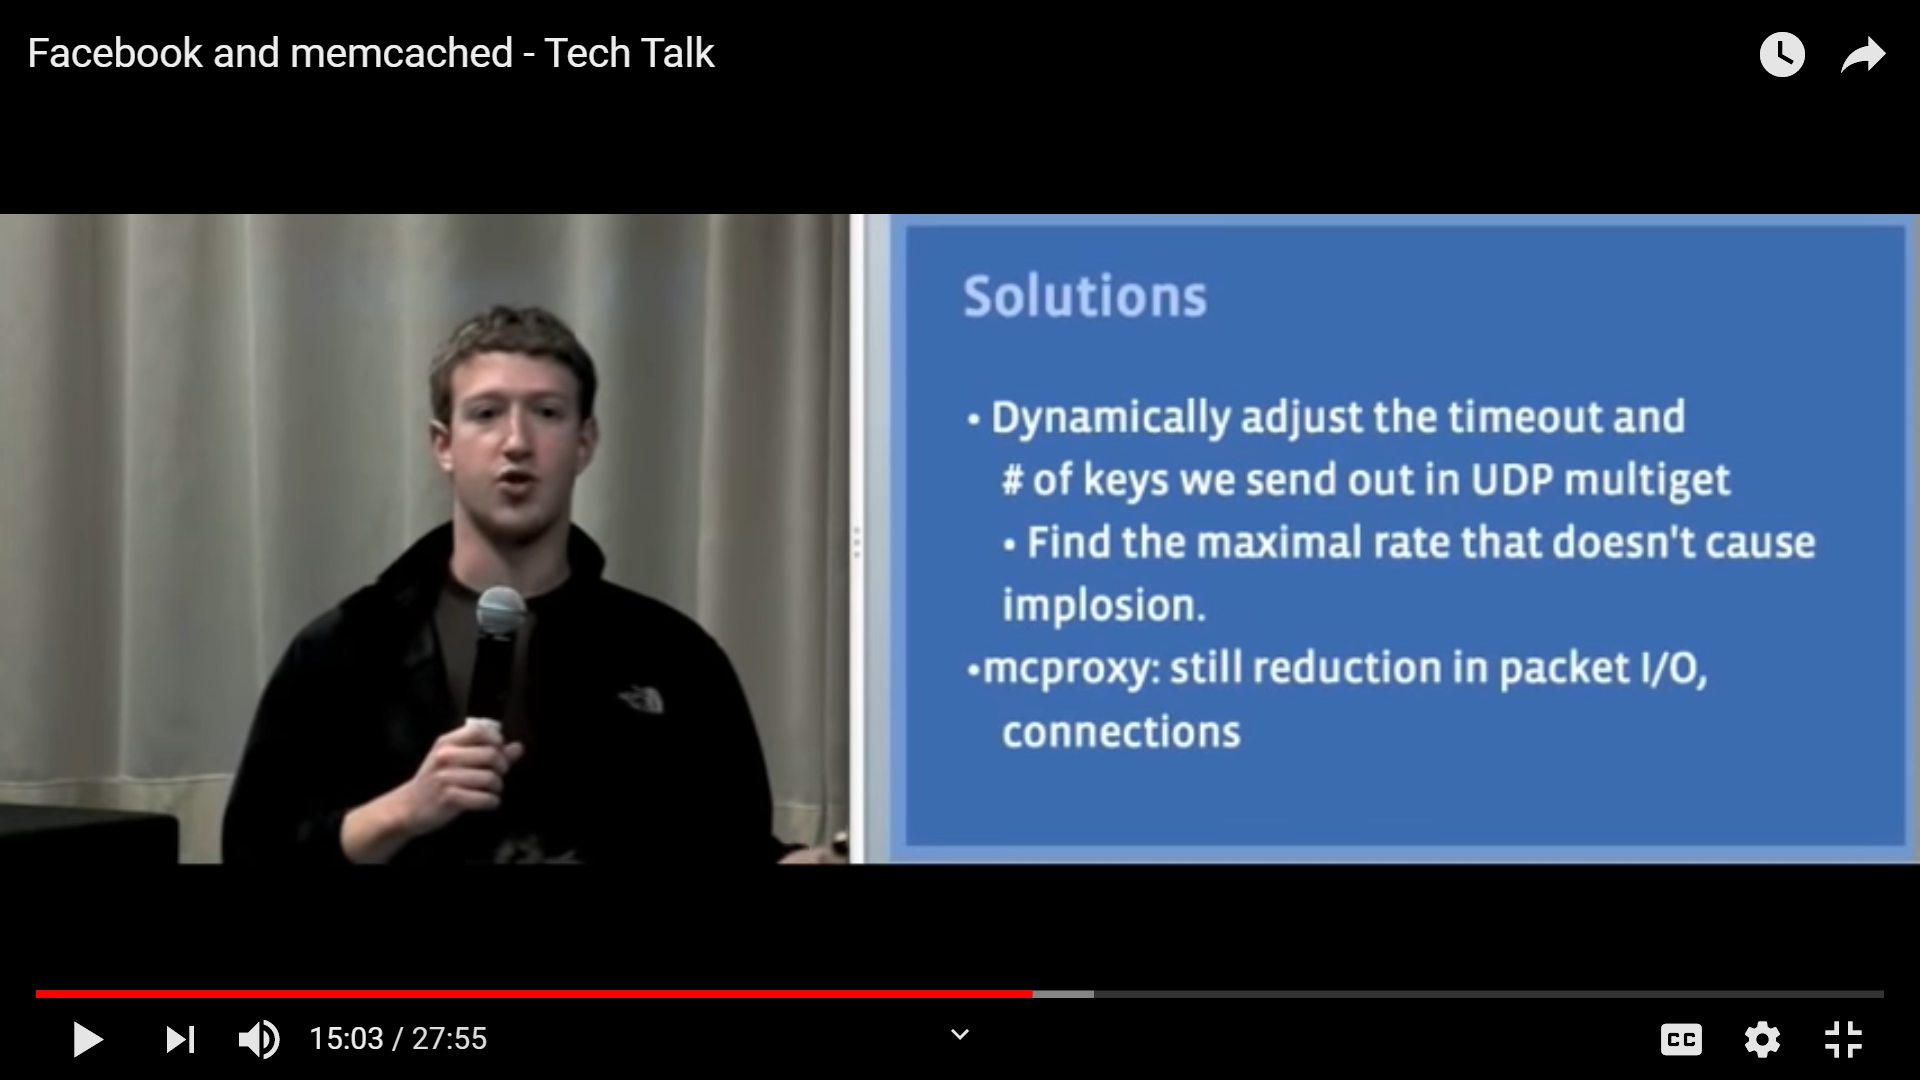 Facebook and memcached - Tech Talk
Solutions
• Dynamically adjust the timeout and
# of keys we send out in UDP multiget
• Find the maximal rate that doesn't cause
implosion.
•mcproxy: still reduction in packet I/O,
connections
15:03 / 27:55
CC